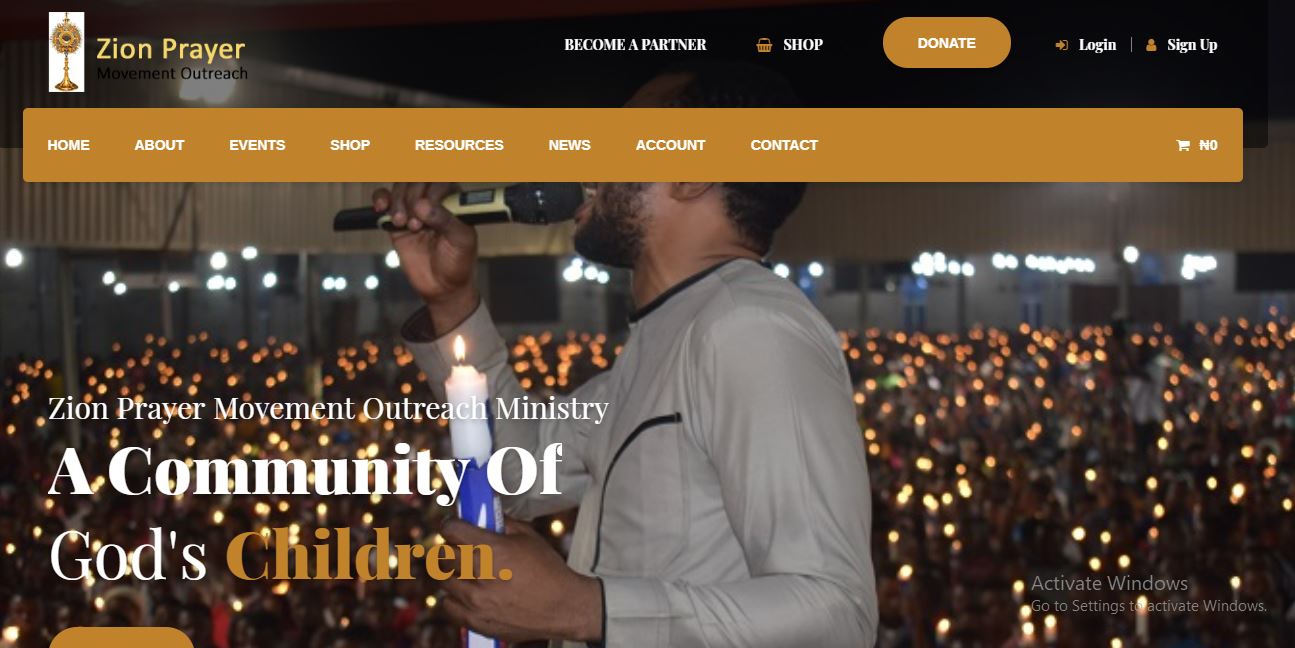 Zion Prayer
Movement Outreach
BECOME A PARTNER
SHOP
DONATE
Login
Sign Up
HOME
ABOUT
EVENTS
SHOP
RESOURCES
NEWS
ACCOUNT
CONTACT
₦0
Zion Prayer Movement Outreach Ministry
A Community Of
God's Children.
Activate Windows
Go to Settings to activate Windows.